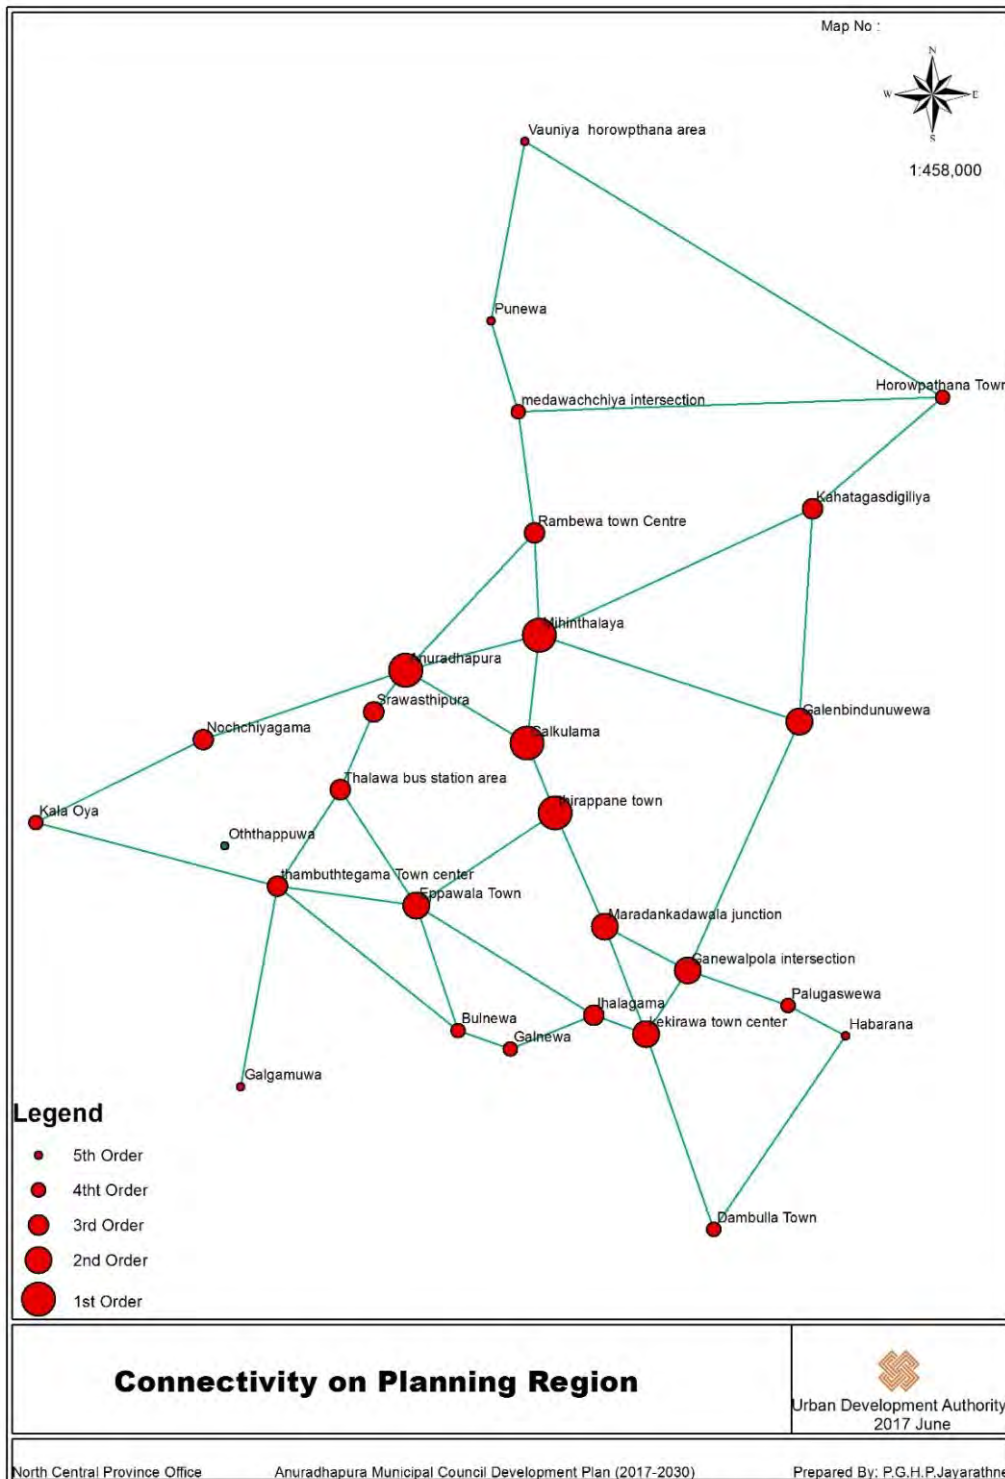 Map No :
N
W E
S
1:458,000
Vauniya horowpthana area
Punewa
Horowpathana Town
medawachchiya intersection
Kahatagasdigiliya
Rambewa town Centre
Mihinthalaya
Anuradhapura
Srawasthipura
Galenbindunuwewa
Nochchiyagama
Galkulama
Thalawa bus station area
thirappane town
Kala Oya
Oththappuwa
thambuthtegama Town center
Eppawala Town
Maradankadawala junction
Ganewalpola intersection
Palugaswewa
Ihalagama
Bulnewa
kekirawa town center
Habarana
Galnewa
Galgamuwa
Legend
5th Order
4tht Order
3rd Order
2nd Order
1st Order
Dambulla Town
Connectivity on Planning Region
Urban Development Authority
2017 June
North Central Province Office Anuradhapura Municipal Council Development Plan (2017-2030) Prepared By: P.G.H.P.Jayarathne